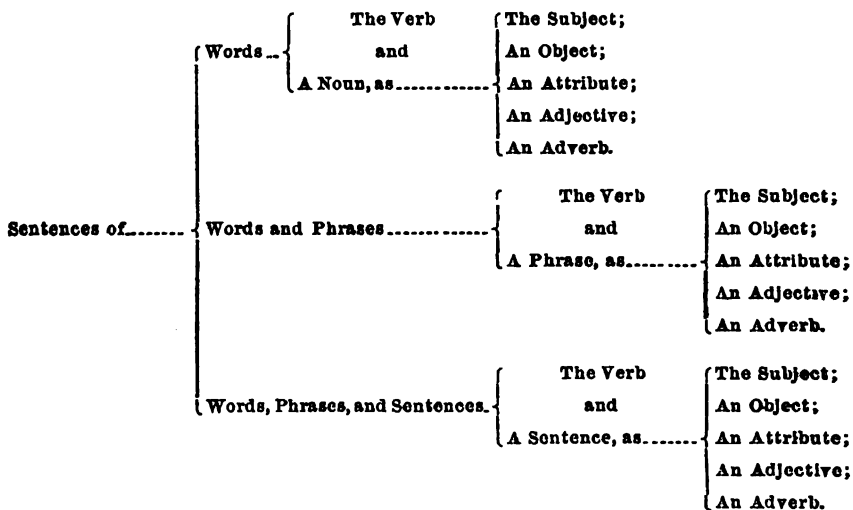 The Verb The Subject;
Words and An Object;
A Noun, as An Attribute;
An Adjective;
An Adverb.
The Verb The Subject;
Sentences of Words and Phrases and An Object;
A Phrase, as An Attribute;
An Adjective;
An Adverb.
The Verb The Subject;
Words, Phrases, and Sentences and An Object;
A Sentence, as An Attribute;
An Adjective;
An Adverb.